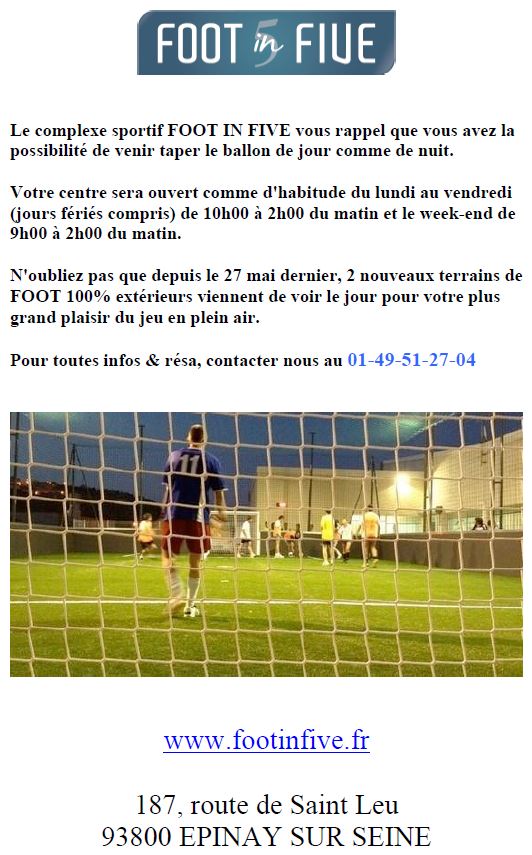 FOOT in 5 FIVE
Le complexe sportif FOOT IN FIVE vous rappel que vous avez la
possibilité de venir taper le ballon de jour comme de nuit.
Votre centre sera ouvert comme d'habitude du lundi au vendredi
(jours fériés compris) de 10h00 à 2h00 du matin et le week-end de
9h00 à 2h00 du matin.
N'oubliez pas que depuis le 27 mai dernier, 2 nouveaux terrains de
FOOT 100% extérieurs viennent de voir le jour pour votre plus
grand plaisir du jeu en plein air.
Pour toutes infos & résa, contacter nous au 01-49-51-27-04
11
www.footinfive.fr
187, route de Saint Leu
93800 EPINAY SUR SEINE